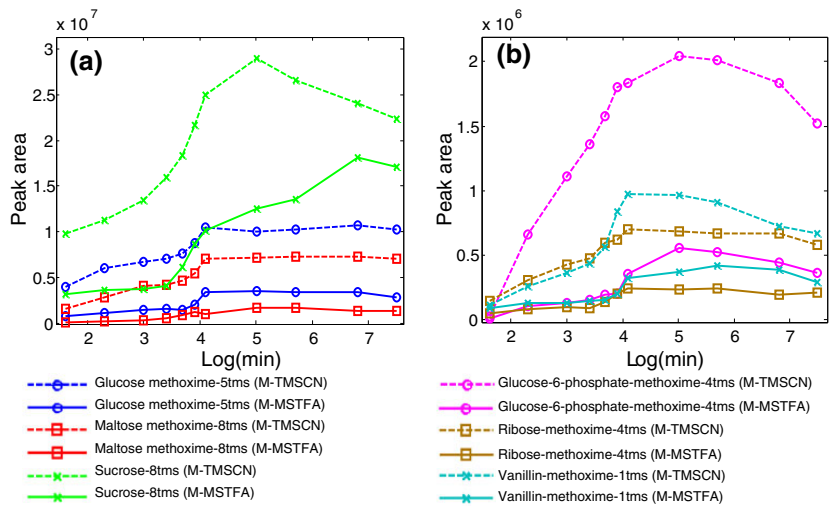 x 10^7
(a)
3
2.5
2
1.5
1
0.5
0
Peak area
2 3 4 5 6 7
Log(min)
Glucose methoxime-5tms (M-TMSCN)
Glucose methoxime-5tms (M-MSTFA)
Maltose methoxime-8tms (M-TMSCN)
Maltose methoxime-8tms (M-MSTFA)
Sucrose-8tms (M-TMSCN)
Sucrose-8tms (M-MSTFA)
x 10^6
(b)
2
1.5
1
0.5
0
Peak area
2 3 4 5 6 7
Log(min)
Glucose-6-phosphate-methoxime-4tms (M-TMSCN)
Glucose-6-phosphate-methoxime-4tms (M-MSTFA)
Ribose-methoxime-4tms (M-TMSCN)
Ribose-methoxime-4tms (M-MSTFA)
Vanillin-methoxime-1tms (M-TMSCN)
Vanillin-methoxime-1tms (M-MSTFA)